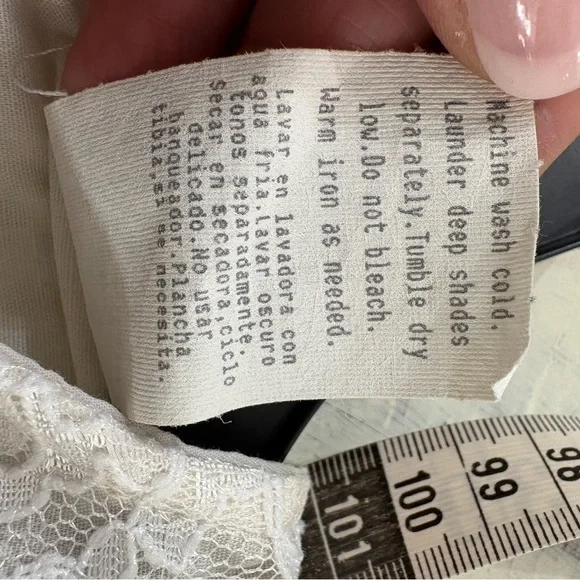 Machine wash cold.
Launder deep shades
separately.Tumble dry
low.Do not bleach.
Warm iron as needed.
Lavar en lavadora con
agua fria.Lavar oscuro
tonos separadamente.
Secar en secadora,ciclo
delicado.No usar
banqueador.Plancha
tibia,si se necesita.
101
100
99
98